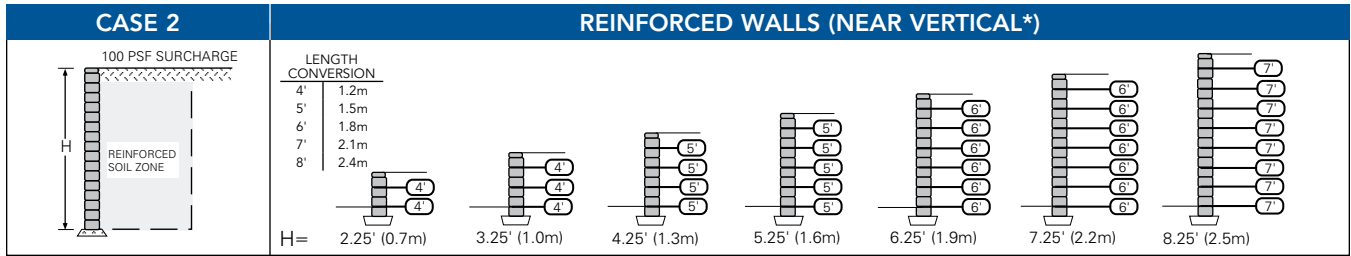 CASE 2
REINFORCED WALLS (NEAR VERTICAL*)
100 PSF SURCHARGE
H
REINFORCED
SOIL ZONE
LENGTH
CONVERSION
4' 1.2m
5' 1.5m
6' 1.8m
7' 2.1m
8' 2.4m
4'
4'
4'
4'
4'
5'
5'
5'
5'
5'
5'
5'
5'
5'
6'
6'
6'
6'
6'
6'
6'
6'
6'
6'
6'
6'
6'
7'
7'
7'
7'
7'
7'
7'
H= 2.25' (0.7m) 3.25' (1.0m) 4.25' (1.3m) 5.25' (1.6m) 6.25' (1.9m) 7.25' (2.2m) 8.25' (2.5m)